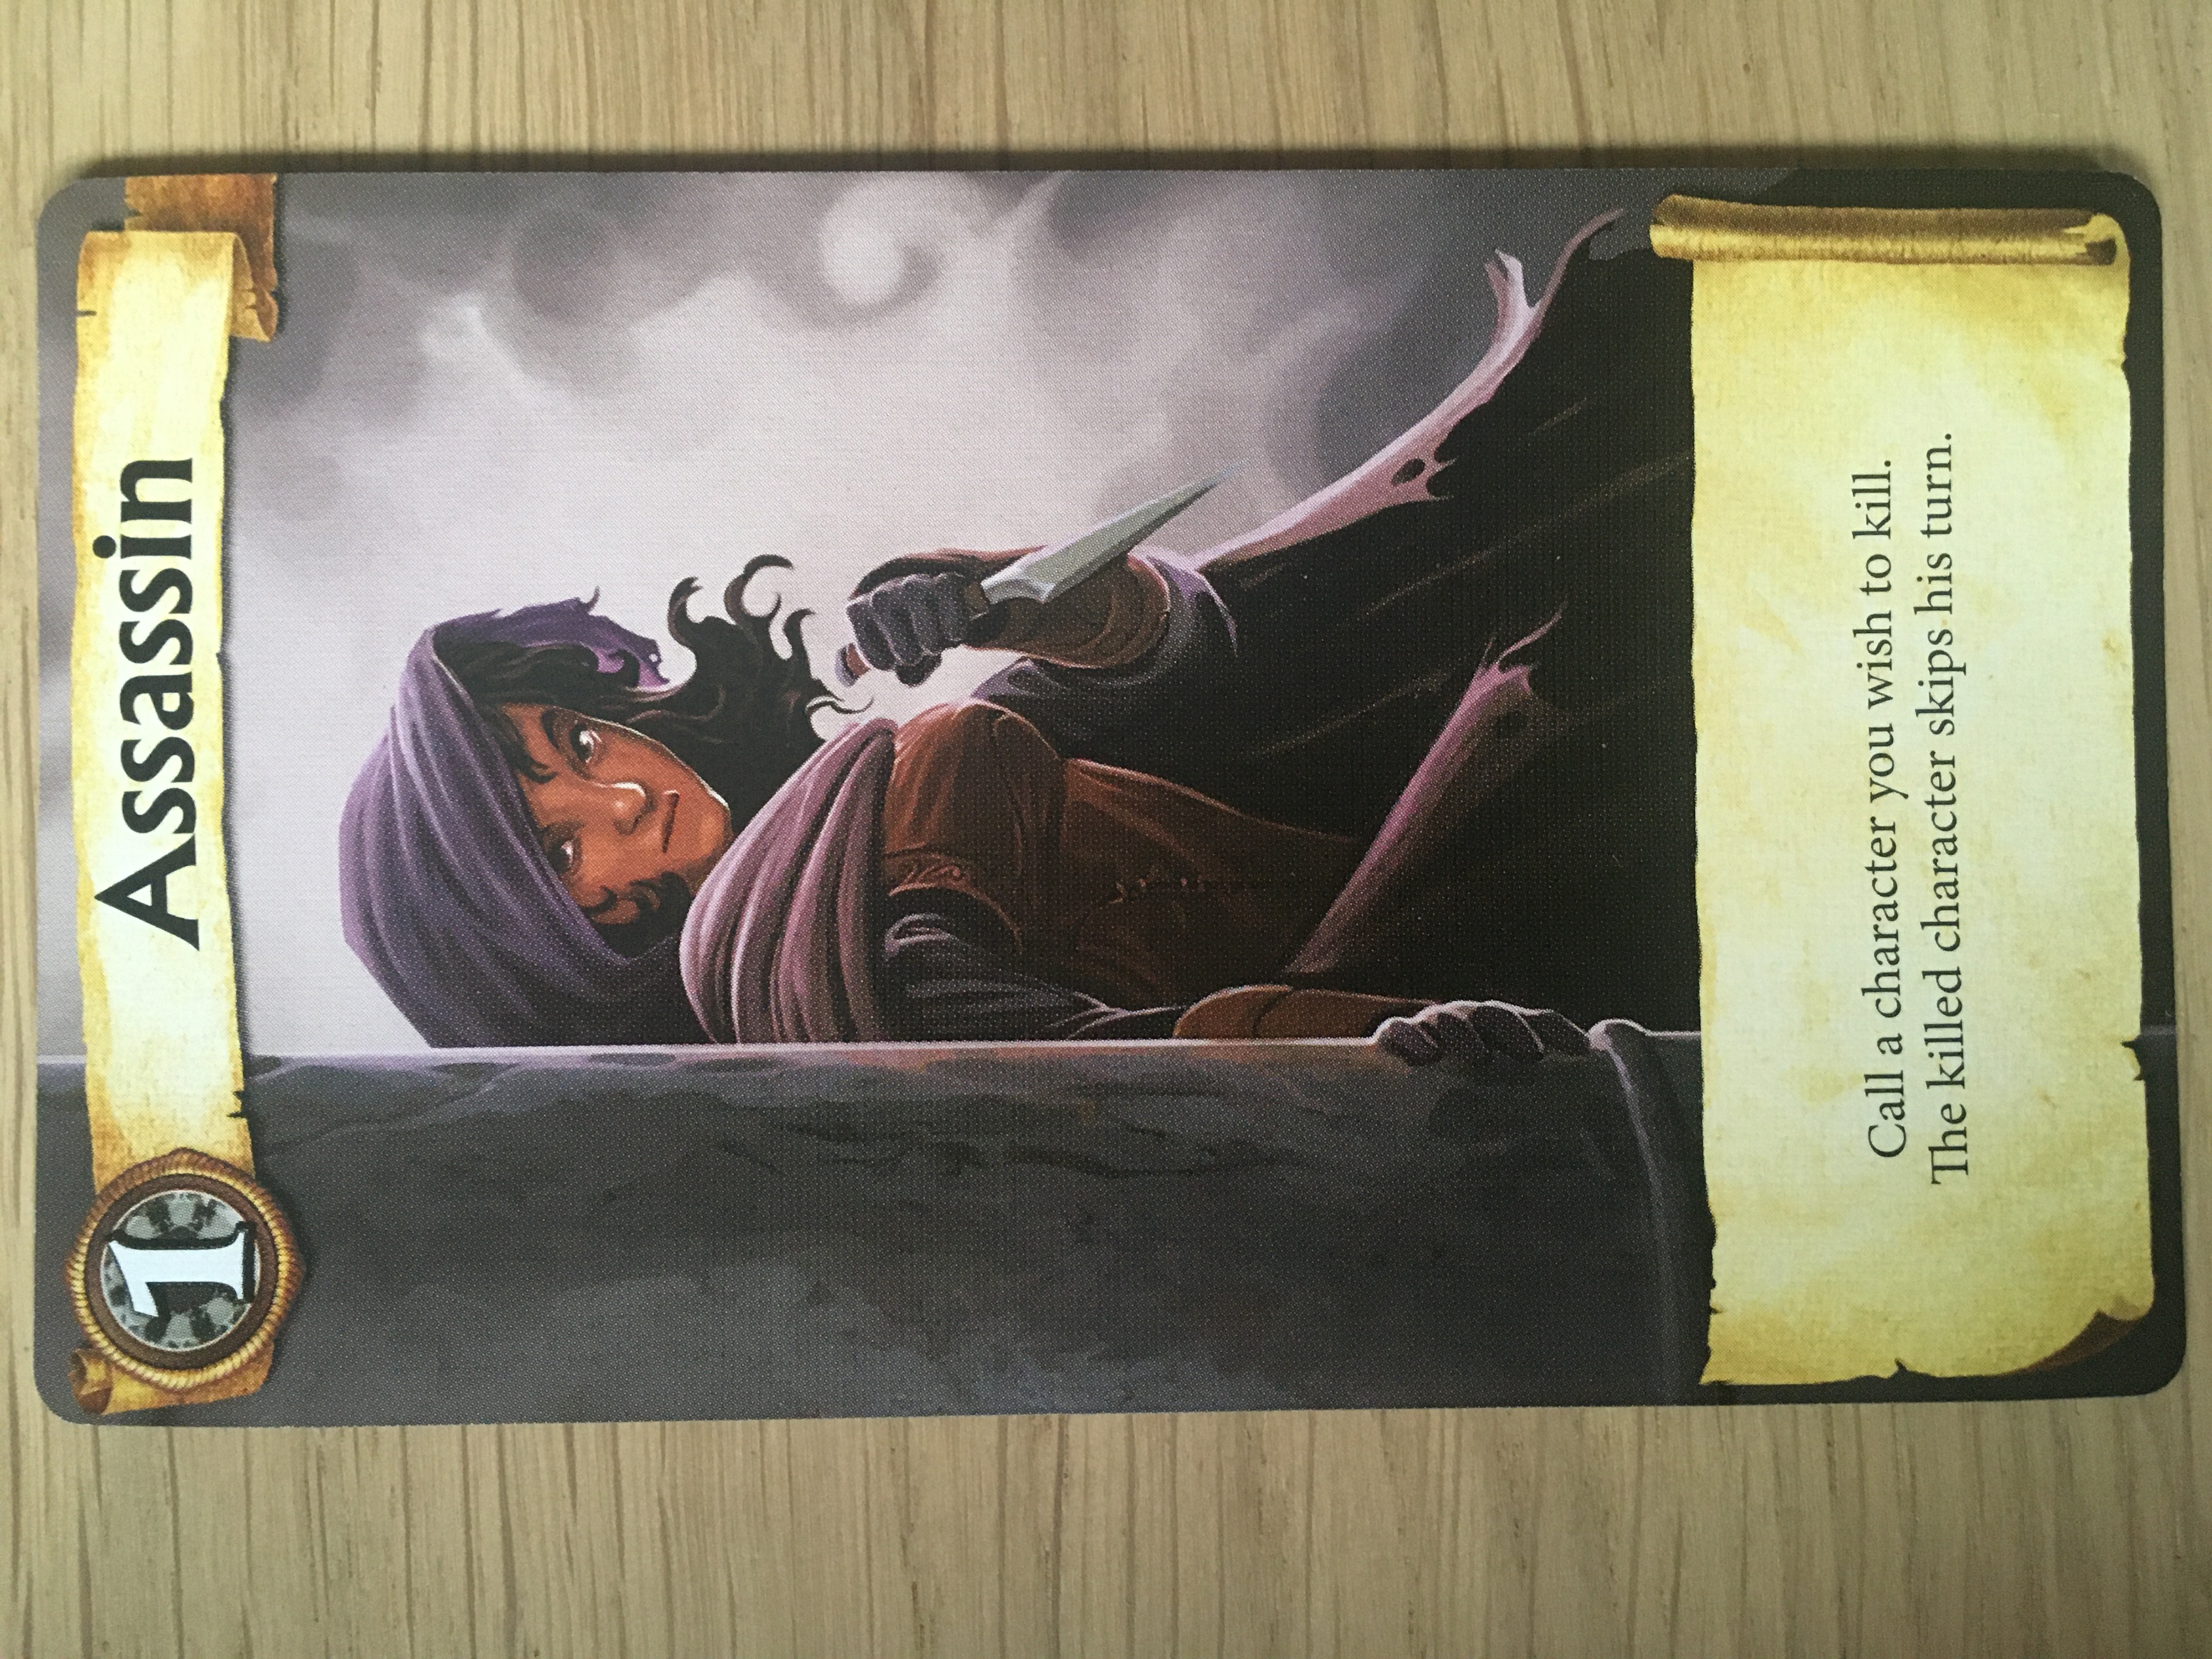 1
Assassin
Call a character you wish to kill.
The killed character skips his turn.